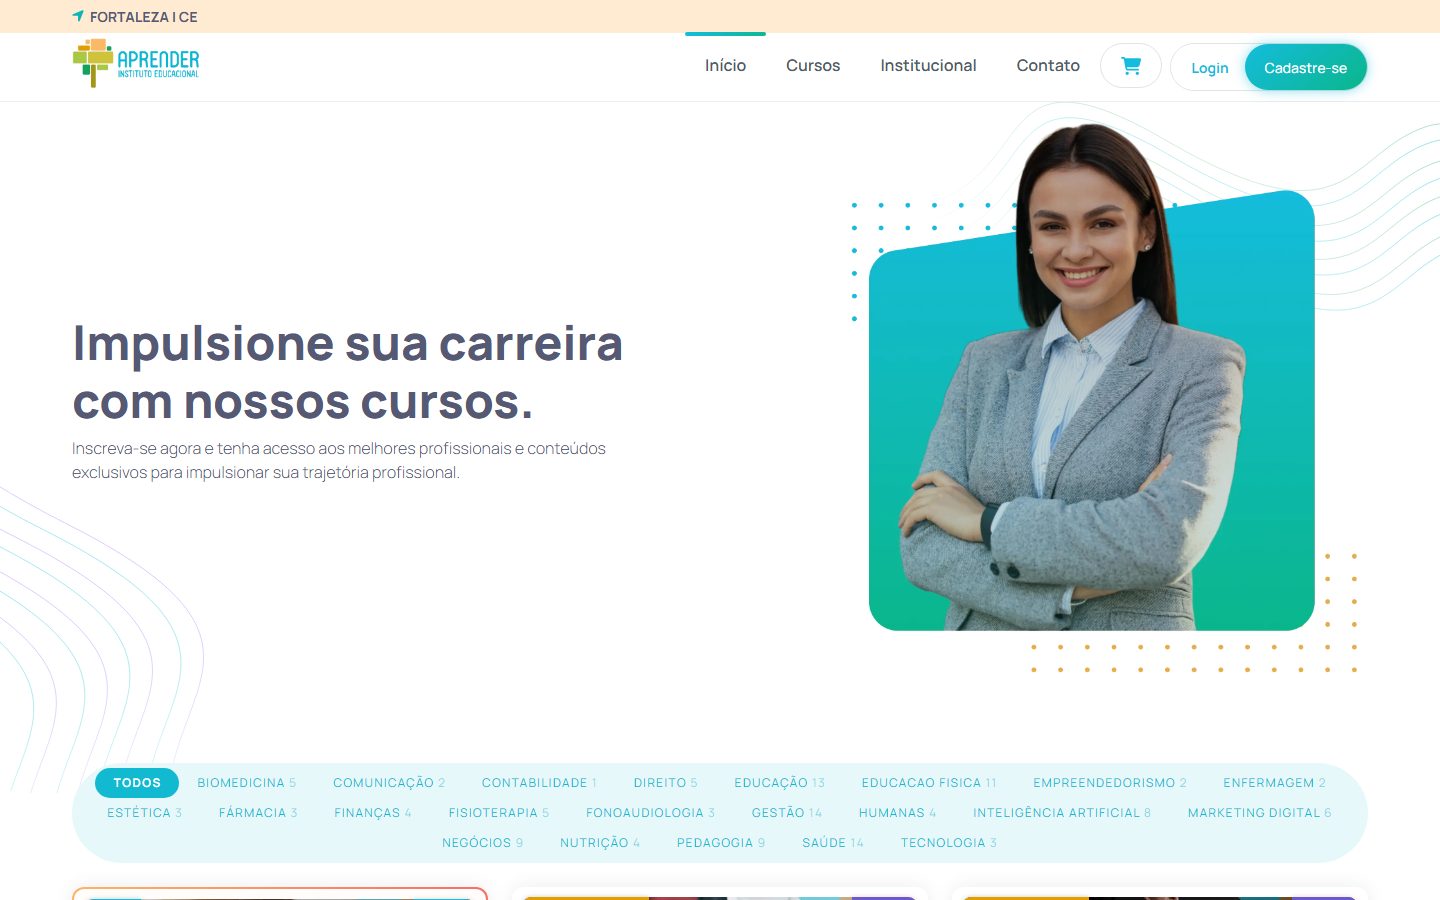 FORTALEZA | CE
APRENDER
INSTITUTO EDUCACIONAL
Início
Cursos
Institucional
Contato
Login
Cadastre-se
Impulsione sua carreira
com nossos cursos.
Inscreva-se agora e tenha acesso aos melhores profissionais e conteúdos
exclusivos para impulsionar sua trajetória profissional.
TODOS BIOMEDICINA 5 COMUNICAÇÃO 2 CONTABILIDADE 1 DIREITO 5 EDUCAÇÃO 13 EDUCACAO FISICA 11 EMPREENDEDORISMO 2 ENFERMAGEM 2
ESTÉTICA 3 FÁRMACIA 3 FINANÇAS 4 FISIOTERAPIA 5 FONOAUDIOLOGIA 3 GESTÃO 14 HUMANAS 4 INTELIGÊNCIA ARTIFICIAL 8 MARKETING DIGITAL 6
NEGÓCIOS 9 NUTRIÇÃO 4 PEDAGOGIA 9 SAÚDE 14 TECNOLOGIA 3